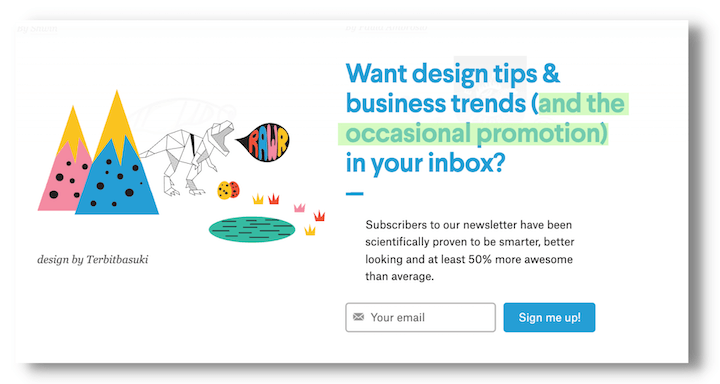 Want design tips &
business trends (and the
occasional promotion)
in your inbox?
RAWR
Subscribers to our newsletter have been
scientifically proven to be smarter, better
looking and at least 50% more awesome
than average.
design by Terbitbasuki
Your email
Sign me up!